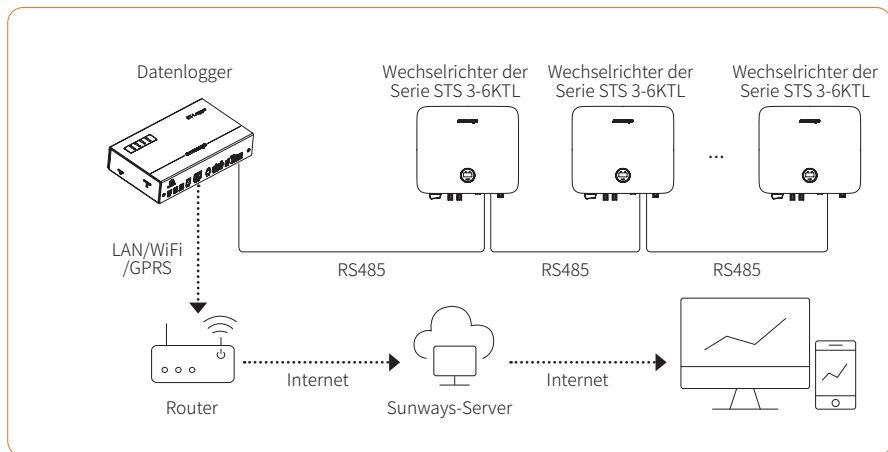 Datenlogger
Wechselrichter der
Serie STS 3-6KTL
Wechselrichter der
Serie STS 3-6KTL
Wechselrichter der
Serie STS 3-6KTL
...
LAN/WiFi
/GPRS
RS485
RS485
RS485
Internet
Internet
Router
Sunways-Server